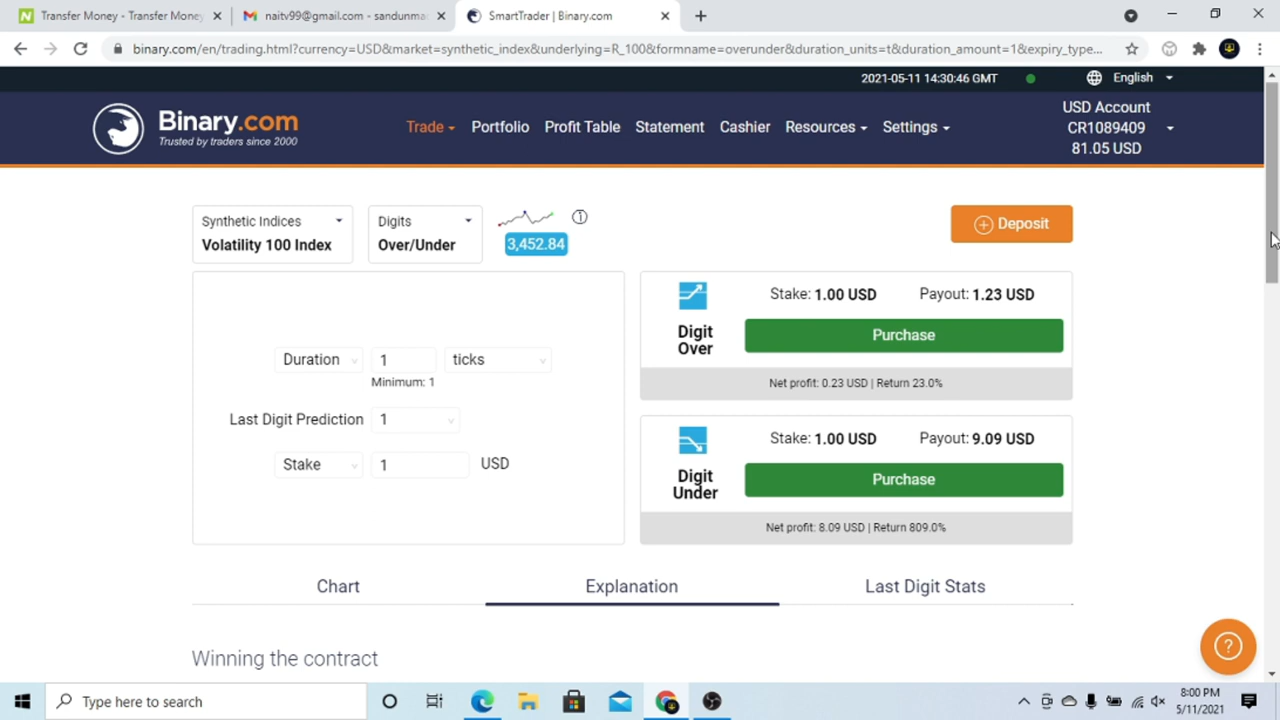 Transfer Money - Transfer Money
naitv99@gmail.com - sandunma
SmartTrader | Binary.com
binary.com/en/trading.html?currency=USD&market=synthetic_index&underlying=R_100&formname=overunder&duration_units=t&duration_amount=1&expiry_type...
2021-05-11 14:30:46 GMT
English
Binary.com
Trusted by traders since 2000
Trade
Portfolio
Profit Table
Statement
Cashier
Resources
Settings
USD Account
CR1089409
81.05 USD
Synthetic Indices
Volatility 100 Index
Digits
Over/Under
3,452.84
Deposit
Duration 1 ticks
Minimum: 1
Last Digit Prediction 1
Stake 1 USD
Digit Over
Stake: 1.00 USD Payout: 1.23 USD
Purchase
Net profit: 0.23 USD | Return 23.0%
Digit Under
Stake: 1.00 USD Payout: 9.09 USD
Purchase
Net profit: 8.09 USD | Return 809.0%
Chart
Explanation
Last Digit Stats
Winning the contract
Type here to search
8:00 PM
5/11/2021